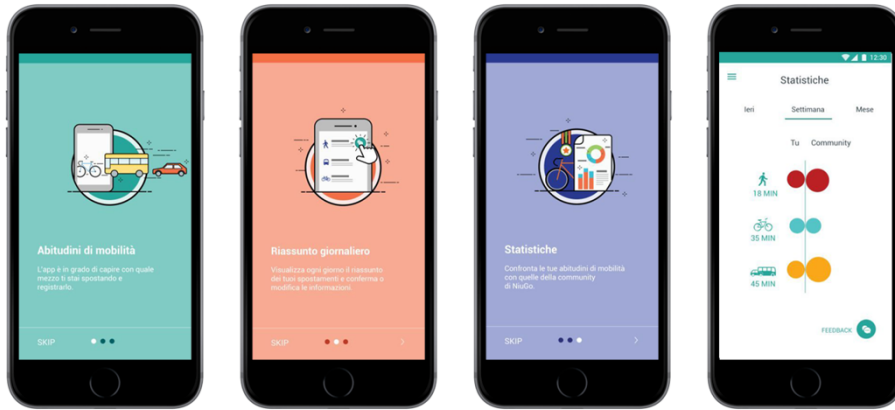 Abitudini di mobilità
L'app è in grado di capire con quale
mezzo ti stai spostando e
registrarlo.
SKIP
Riassunto giornaliero
Visualizza ogni giorno il riassunto
dei tuoi spostamenti e conferma o
modifica le informazioni
SKIP
Statistiche
Confronta le tue abitudini di mobilità
con quelle della community
di NiuGo.
SKIP
12:30
Statistiche
Ieri Settimana Mese
Tu Community
18 MIN
35 MIN
45 MIN
FEEDBACK